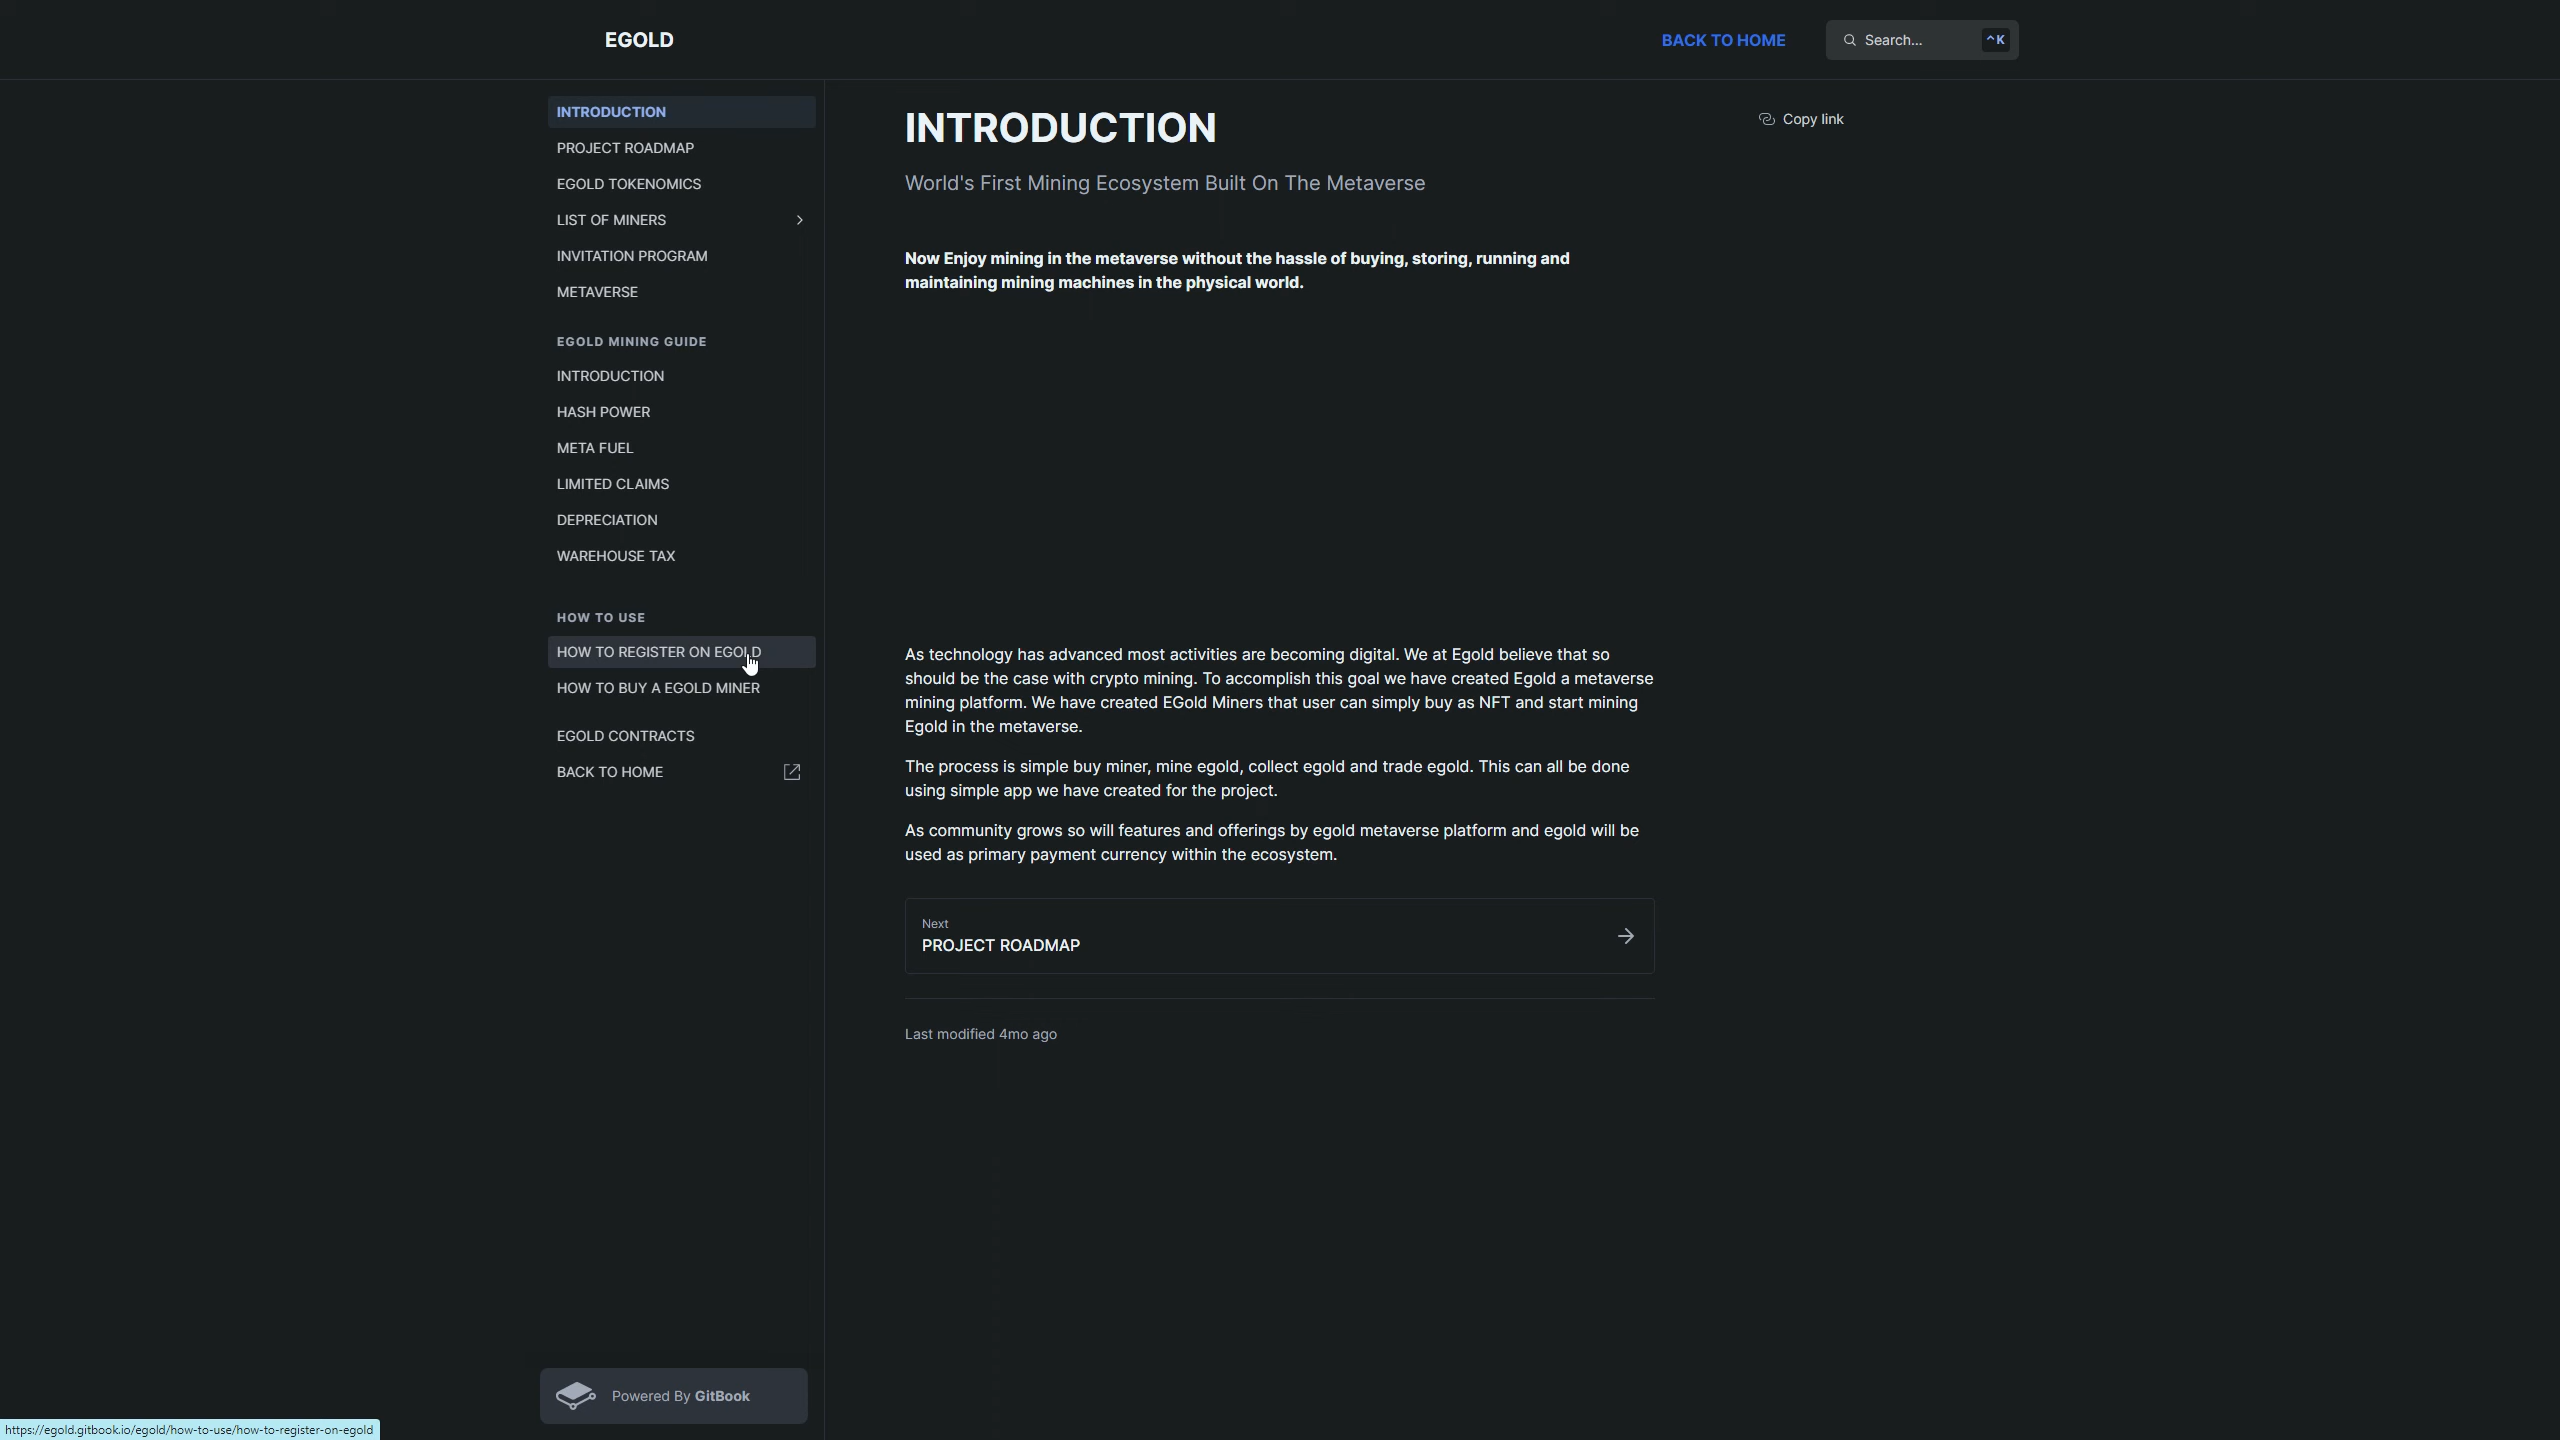 EGOLD
BACK TO HOME
Search...
^K
INTRODUCTION
PROJECT ROADMAP
EGOLD TOKENOMICS
LIST OF MINERS
INVITATION PROGRAM
METAVERSE
EGOLD MINING GUIDE
INTRODUCTION
HASH POWER
META FUEL
LIMITED CLAIMS
DEPRECIATION
WAREHOUSE TAX
HOW TO USE
HOW TO REGISTER ON EGOLD
HOW TO BUY A EGOLD MINER
EGOLD CONTRACTS
BACK TO HOME
Powered By GitBook
INTRODUCTION
Copy link
World's First Mining Ecosystem Built On The Metaverse
Now Enjoy mining in the metaverse without the hassle of buying, storing, running and
maintaining mining machines in the physical world.
As technology has advanced most activities are becoming digital. We at Egold believe that so
should be the case with crypto mining. To accomplish this goal we have created Egold a metaverse
mining platform. We have created EGold Miners that user can simply buy as NFT and start mining
Egold in the metaverse.
The process is simple buy miner, mine egold, collect egold and trade egold. This can all be done
using simple app we have created for the project.
As community grows so will features and offerings by egold metaverse platform and egold will be
used as primary payment currency within the ecosystem.
Next
PROJECT ROADMAP
Last modified 4mo ago
https://egold.gitbook.io/egold/how-to-use/how-to-register-on-egold